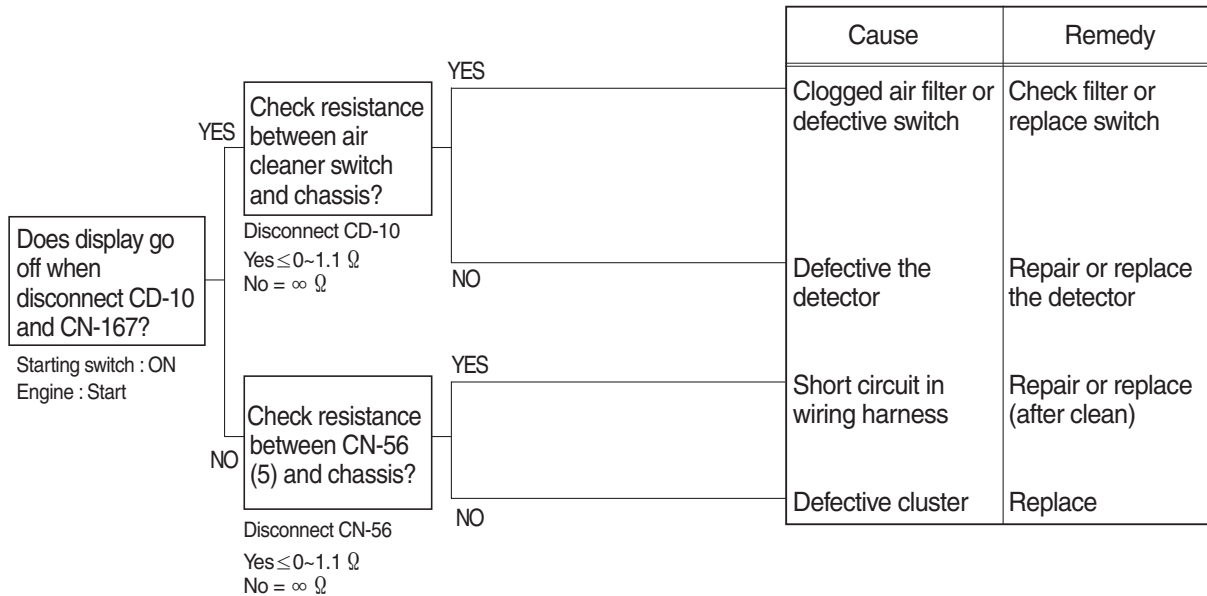 Cause
Remedy
YES
Check resistance
between air
cleaner switch
and chassis?
YES
Disconnect CD-10
Yes≤0~1.1 Ω
No = ∞ Ω
NO
Clogged air filter or
defective switch
Check filter or
replace switch
Does display go
off when
disconnect CD-10
and CN-167?
Starting switch : ON
Engine : Start
Defective the
detector
Repair or replace
the detector
YES
Check resistance
between CN-56
(5) and chassis?
NO
Disconnect CN-56
Yes≤0~1.1 Ω
No = ∞ Ω
NO
Short circuit in
wiring harness
Repair or replace
(after clean)
Defective cluster
Replace